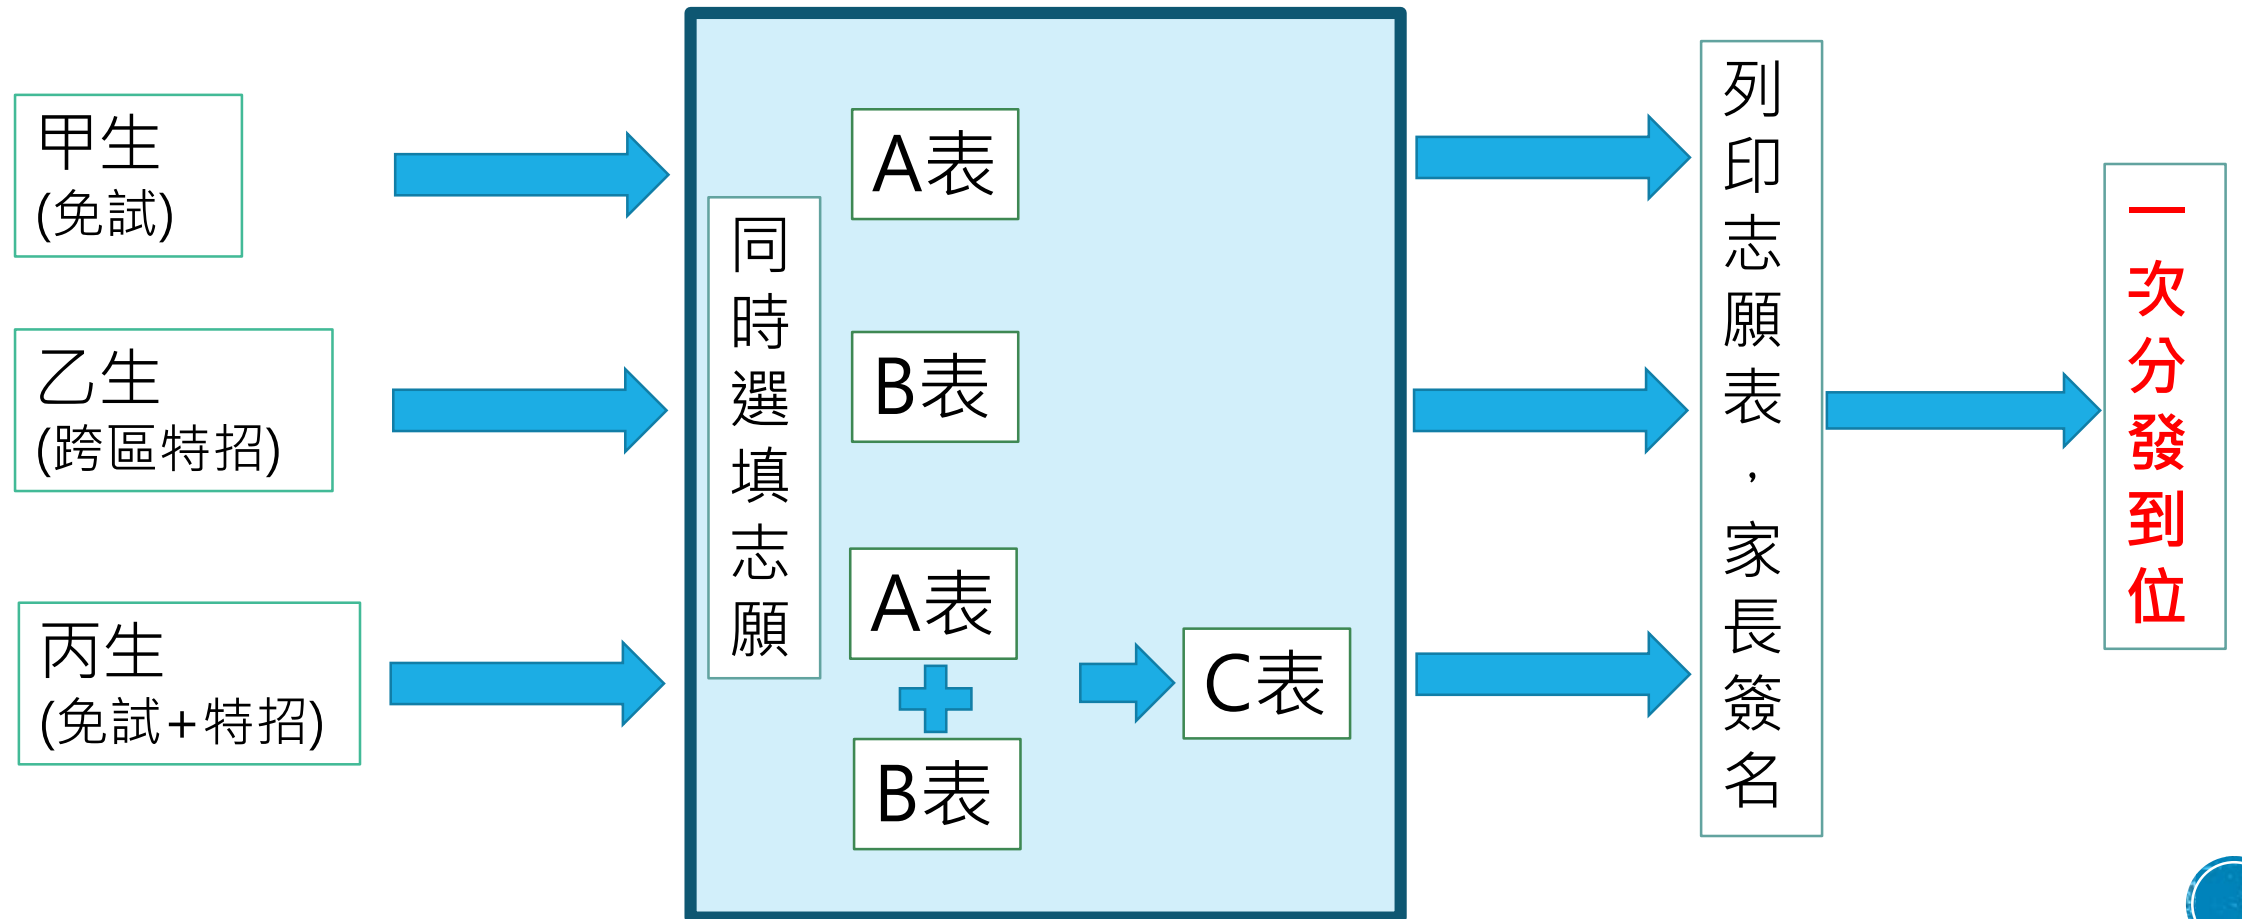 甲生
(免試)
乙生
(跨區特招)
丙生
(免試+特招)
同時選填志願
A表
B表
A表
B表
C表
列印志願表，家長簽名
一次分發到位